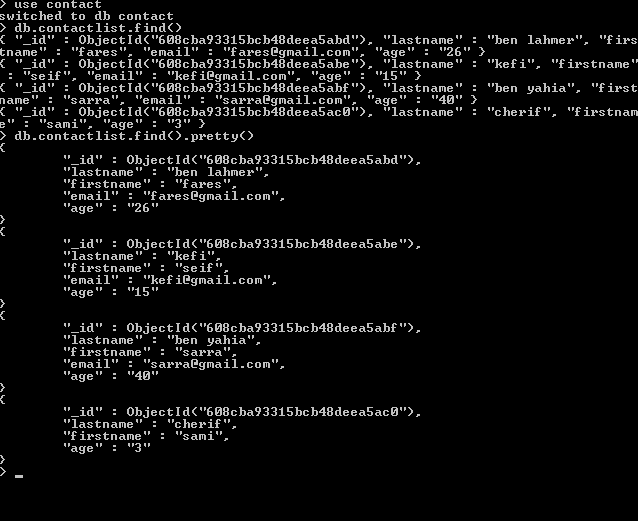 > use contact
switched to db contact
> db.contactlist.find()
{ "_id" : ObjectId("608cba93315bcb48deea5abd"), "lastname" : "ben lahmer", "firs
tname" : "fares", "email" : "fares@gmail.com", "age" : "26" }
{ "_id" : ObjectId("608cba93315bcb48deea5abe"), "lastname" : "kefi", "firstname"
 : "seif", "email" : "kefi@gmail.com", "age" : "15" }
{ "_id" : ObjectId("608cba93315bcb48deea5abf"), "lastname" : "ben yahia", "first
name" : "sarra", "email" : "sarra@gmail.com", "age" : "40" }
{ "_id" : ObjectId("608cba93315bcb48deea5ac0"), "lastname" : "cherif", "firstnam
e" : "sami", "age" : "3" }
> db.contactlist.find().pretty()
{
        "_id" : ObjectId("608cba93315bcb48deea5abd"),
        "lastname" : "ben lahmer",
        "firstname" : "fares",
        "email" : "fares@gmail.com",
        "age" : "26"
}
{
        "_id" : ObjectId("608cba93315bcb48deea5abe"),
        "lastname" : "kefi",
        "firstname" : "seif",
        "email" : "kefi@gmail.com",
        "age" : "15"
}
{
        "_id" : ObjectId("608cba93315bcb48deea5abf"),
        "lastname" : "ben yahia",
        "firstname" : "sarra",
        "email" : "sarra@gmail.com",
        "age" : "40"
}
{
        "_id" : ObjectId("608cba93315bcb48deea5ac0"),
        "lastname" : "cherif",
        "firstname" : "sami",
        "age" : "3"
}
> _